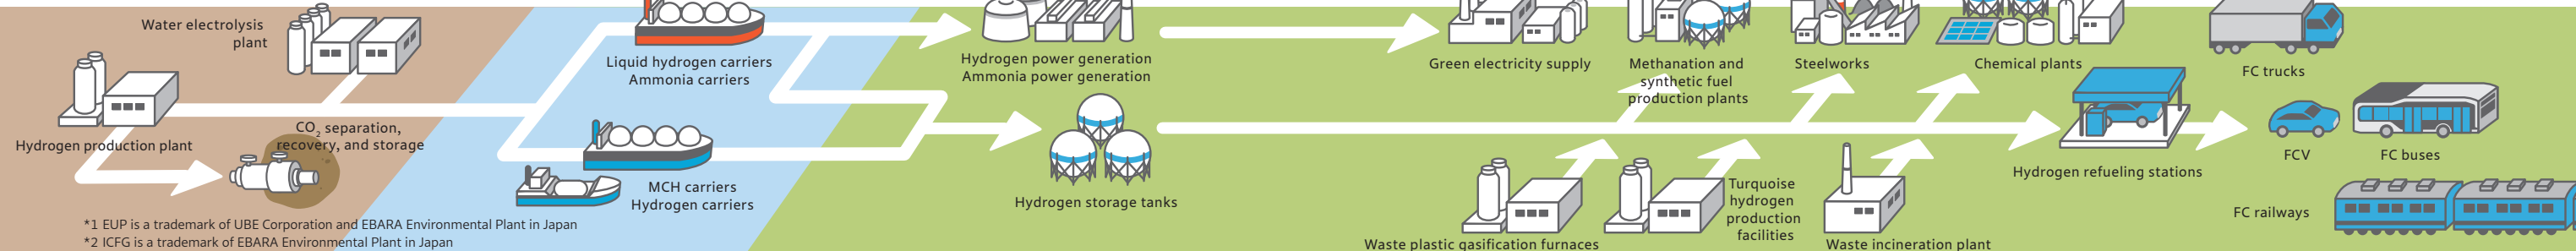 Water electrolysis
plant
Hydrogen production plant
CO2 separation,
recovery, and storage
Liquid hydrogen carriers
Ammonia carriers
MCH carriers
Hydrogen carriers
Hydrogen power generation
Ammonia power generation
Hydrogen storage tanks
Green electricity supply
Methanation and
synthetic fuel
production plants
Steelworks
Chemical plants
FC trucks
FCV
FC buses
Hydrogen refueling stations
FC railways
Waste plastic gasification furnaces
Turquoise
hydrogen
production
facilities
Waste incineration plant
*1 EUP is a trademark of UBE Corporation and EBARA Environmental Plant in Japan
*2 ICFG is a trademark of EBARA Environmental Plant in Japan